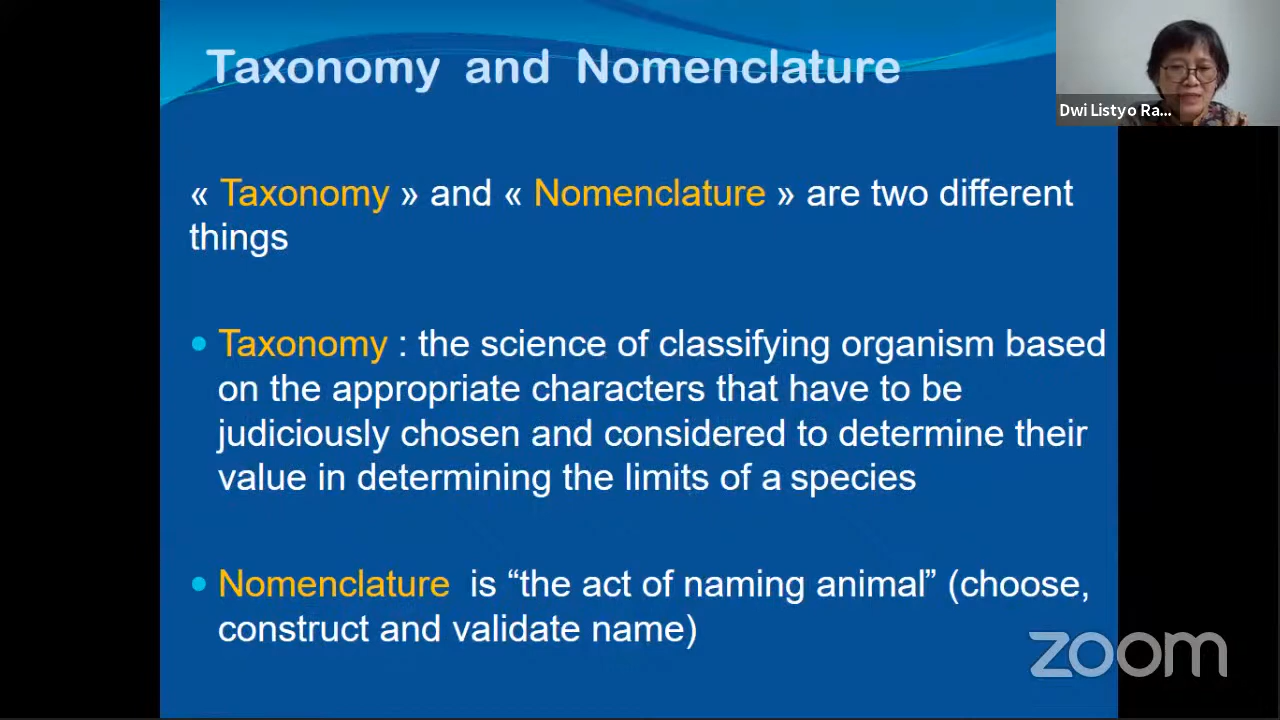 Taxonomy and Nomenclature
Dwi Listyo Ra...
« Taxonomy » and « Nomenclature » are two different
things
• Taxonomy : the science of classifying organism based
on the appropriate characters that have to be
judiciously chosen and considered to determine their
value in determining the limits of a species
• Nomenclature is “the act of naming animal” (choose,
construct and validate name)
zoom